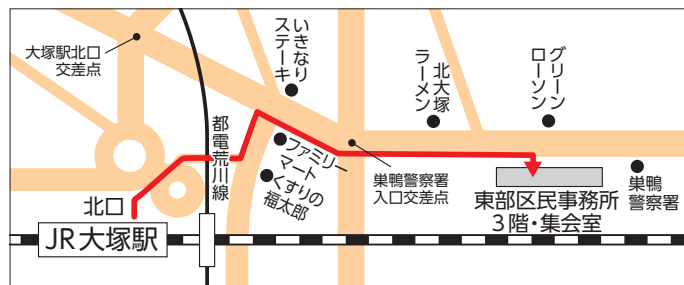 大塚駅北口
交差点
いきなり
ステーキ
北大塚
ラーメン
グリーン
ローソン
都電荒川線
ファミリー
マート
くすりの
福太郎
巣鴨警察署
入口交差点
巣鴨
警察署
東部区民事務所
3階・集会室
北口
JR大塚駅